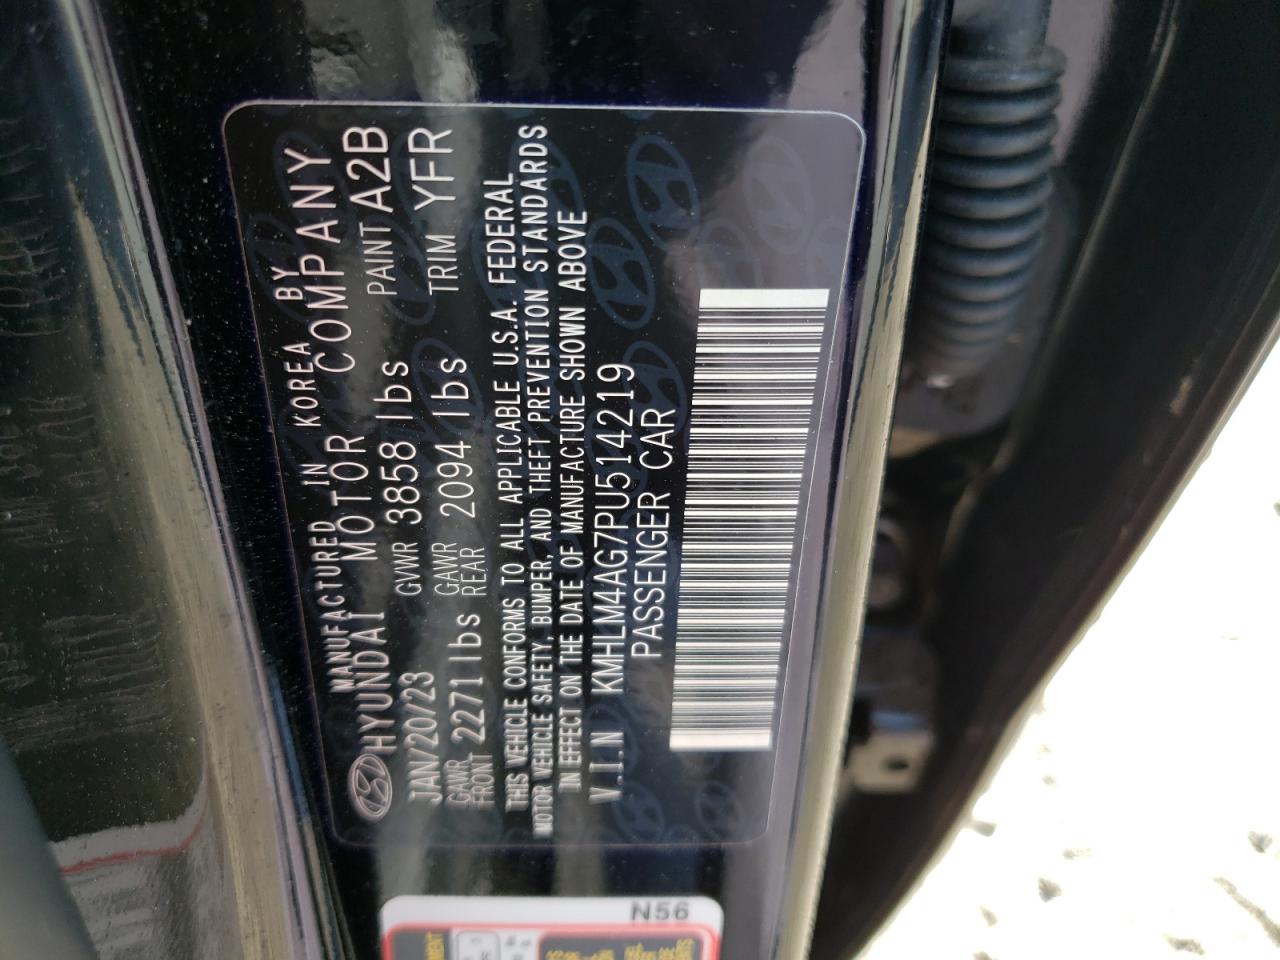 MANUFACTURED IN KOREA BY
HYUNDAI MOTOR COMPANY
JAN/20/23 GVWR 3858 lbs PAINT A2B
GAWR FRONT 2271 lbs GAWR REAR 2094 lbs TRIM YFR
THIS VEHICLE CONFORMS TO ALL APPLICABLE U.S.A. FEDERAL
MOTOR VEHICLE SAFETY, BUMPER, AND THEFT PREVENTION STANDARDS
IN EFFECT ON THE DATE OF MANUFACTURE SHOWN ABOVE
V.I.N KMHLM4AG7PU514219
PASSENGER CAR
N56